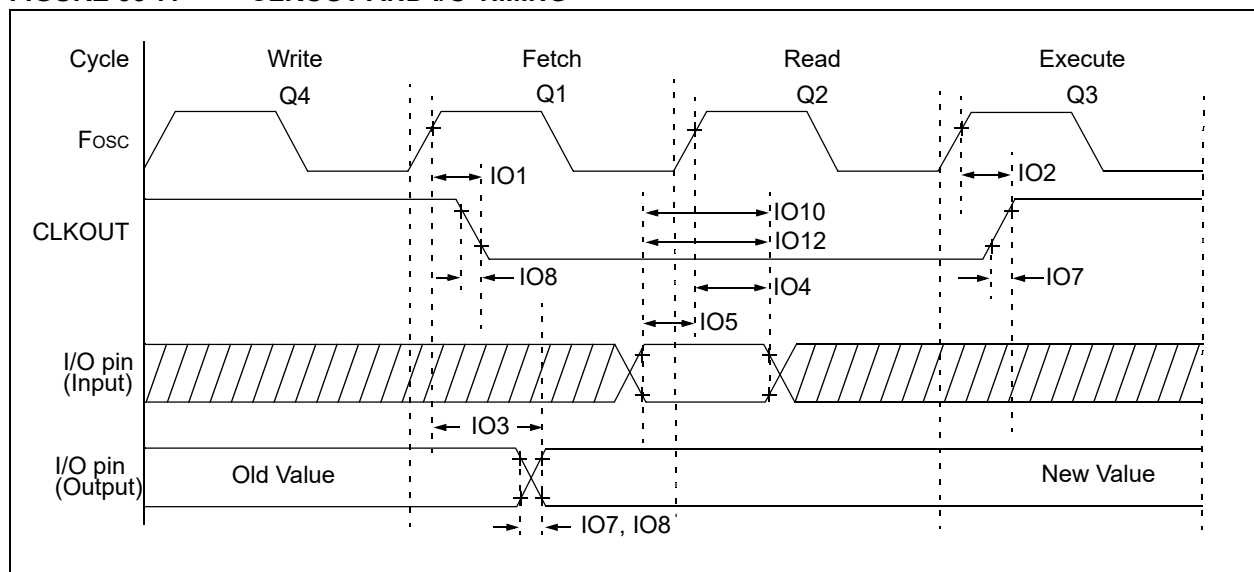 Cycle Write Fetch Read Execute
Q4 Q1 Q2 Q3
Fosc
IO1 IO2
IO10
CLKOUT
IO12
IO8 IO4 IO7
IO5
I/O pin
(Input)
IO3
I/O pin
(Output)
Old Value New Value
IO7, IO8